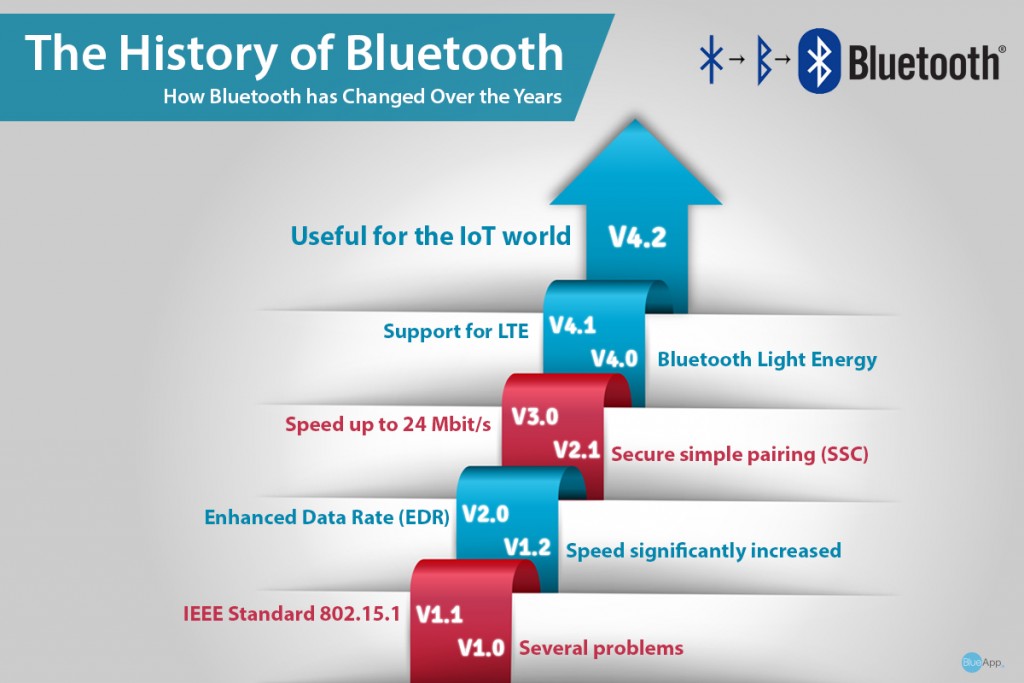 The History of Bluetooth
How Bluetooth has Changed Over the Years
Bluetooth®
Useful for the IoT world V4.2
Support for LTE V4.1
V4.0 Bluetooth Light Energy
Speed up to 24 Mbit/s V3.0
V2.1 Secure simple pairing (SSC)
Enhanced Data Rate (EDR) V2.0
V1.2 Speed significantly increased
IEEE Standard 802.15.1 V1.1
V1.0 Several problems
BlueApp